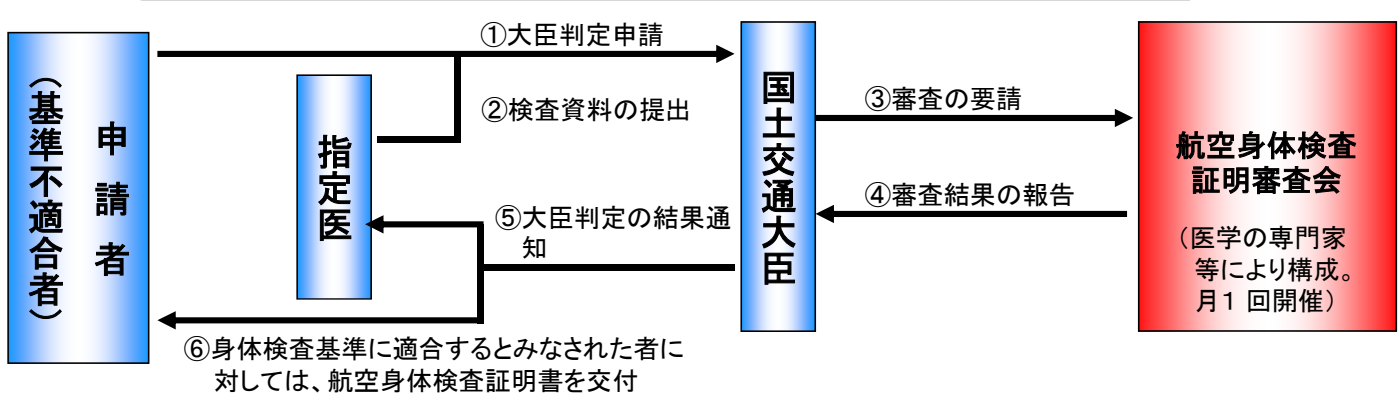 申請者
（基準不適合者）
①大臣判定申請
指定医
②検査資料の提出
⑤大臣判定の結果通
知
⑥身体検査基準に適合するとみなされた者に
対しては、航空身体検査証明書を交付
国土交通大臣
③審査の要請
④審査結果の報告
航空身体検査
証明審査会
（医学の専門家
等により構成。
月１回開催）